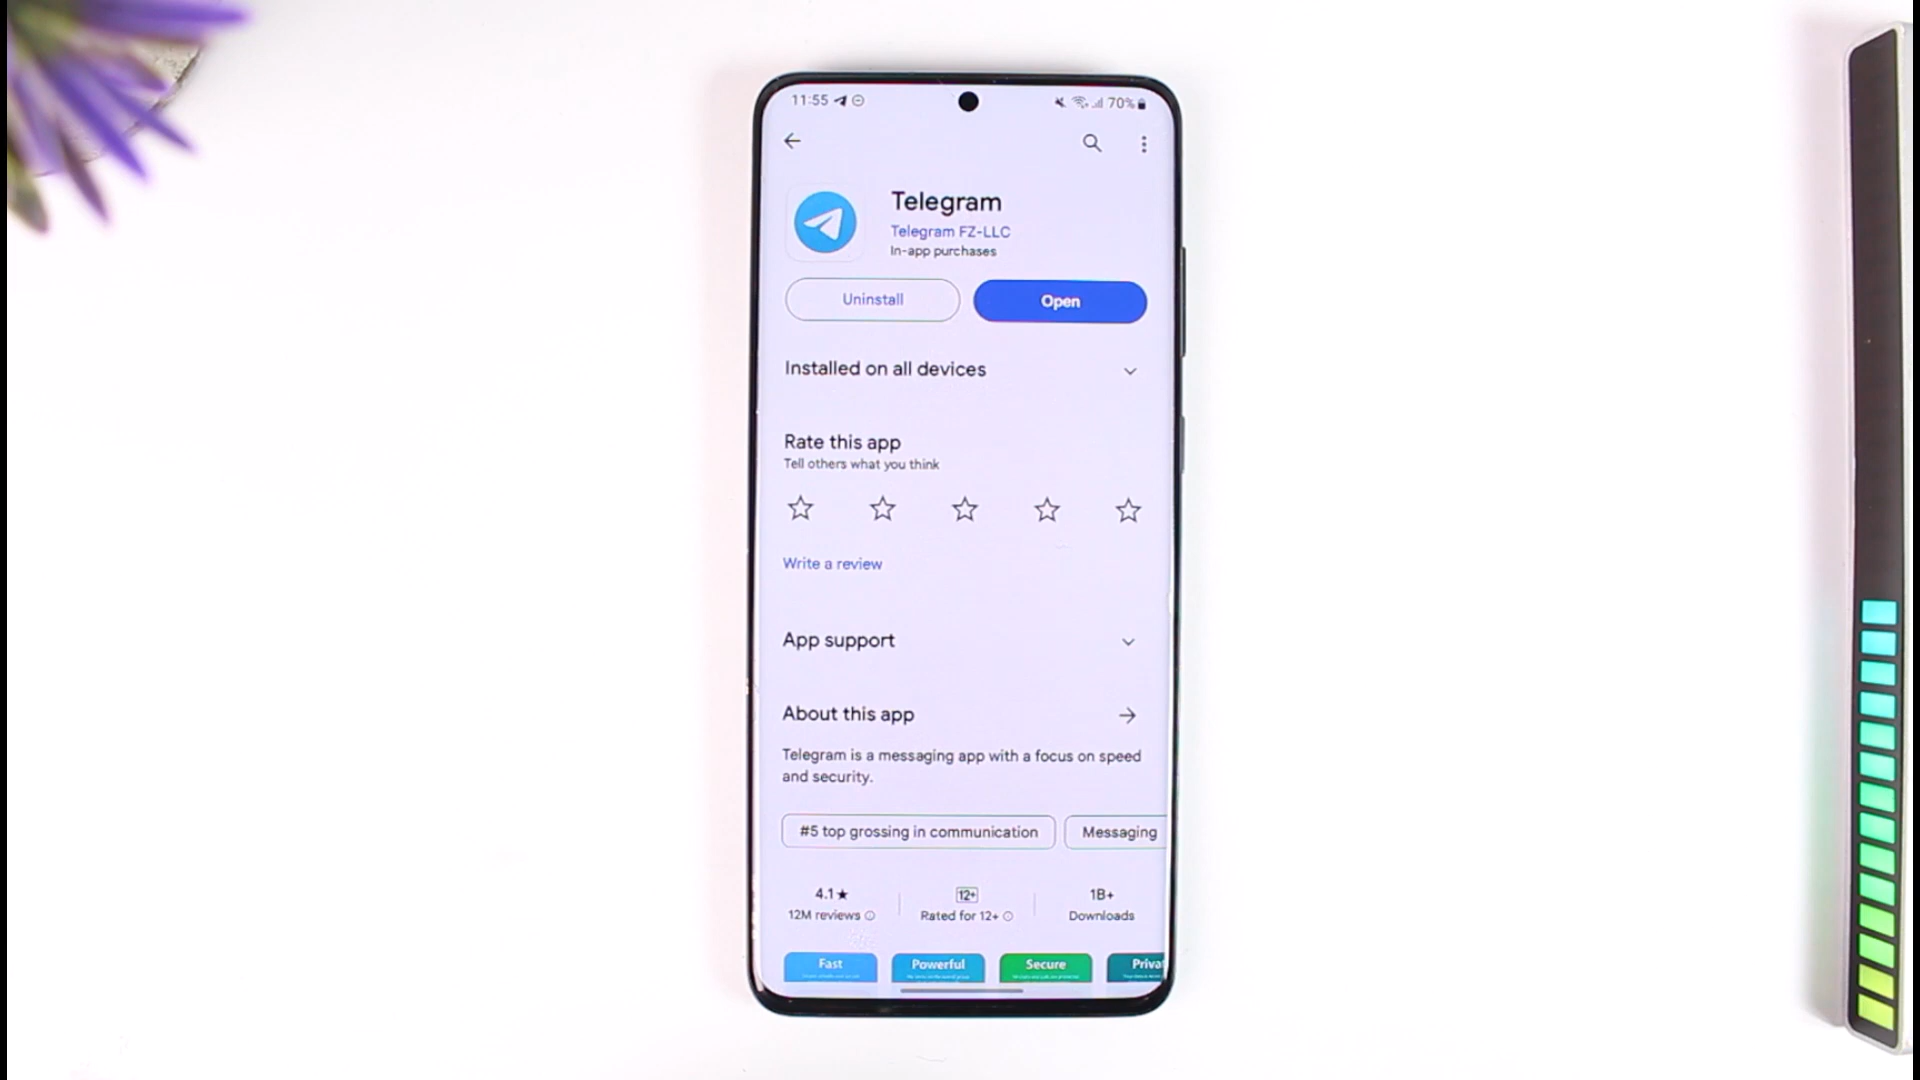 11:55
70%
Telegram
Telegram FZ-LLC
In-app purchases
Uninstall
Open
Installed on all devices
Rate this app
Tell others what you think
Write a review
App support
About this app
Telegram is a messaging app with a focus on speed
and security.
#5 top grossing in communication
Messaging
4.1★
12+
1B+
12M reviews
Rated for 12+
Downloads
Fast
Powerful
Secure
Privat